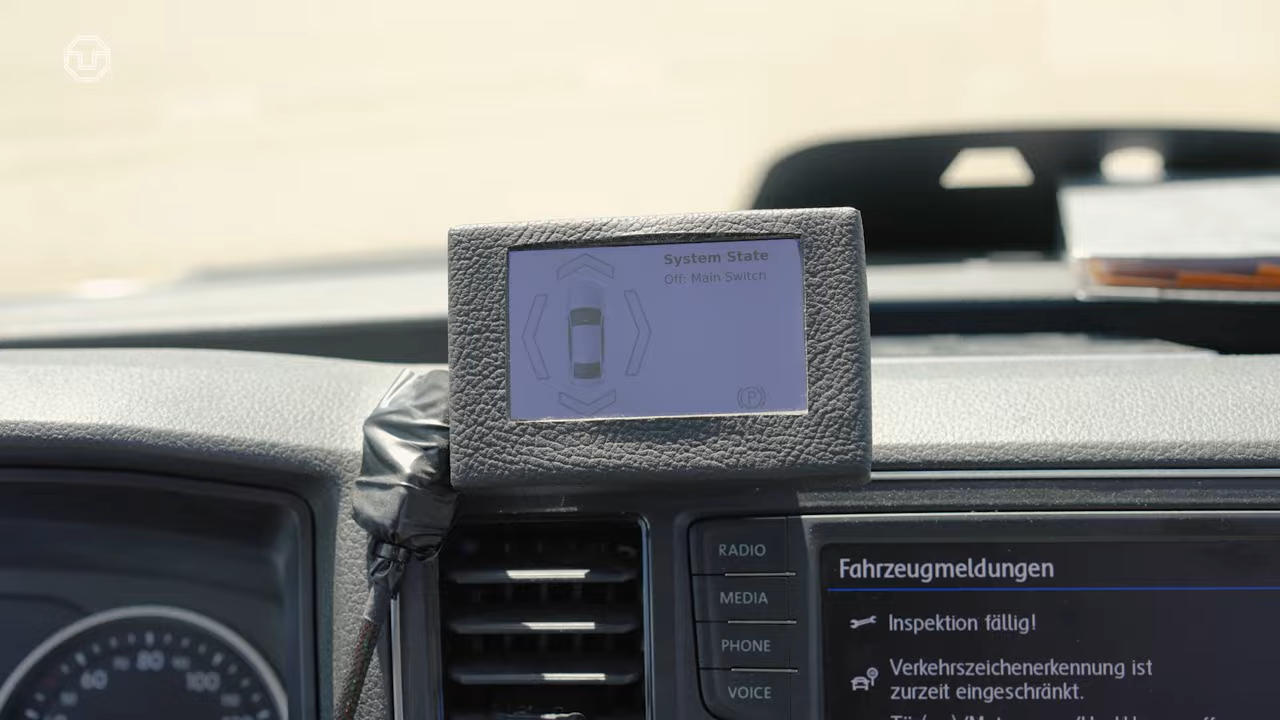 System State
Off: Main Switch
P
RADIO
MEDIA
PHONE
VOICE
Fahrzeugmeldungen
Inspektion fällig!
Verkehrszeichenerkennung ist
zurzeit eingeschränkt.
60
80
100